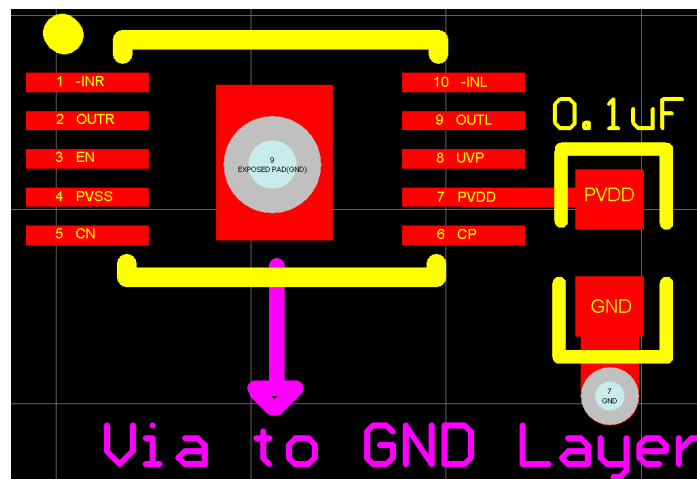 1 -INR
2 OUTR
3 EN
4 PVSS
5 CN
9
EXPOSED PAD(GND)
10 -INL
9 OUTL
8 UVP
7 PVDD
6 CP
0.1uF
PVDD
GND
7
GND
Via to GND Layer